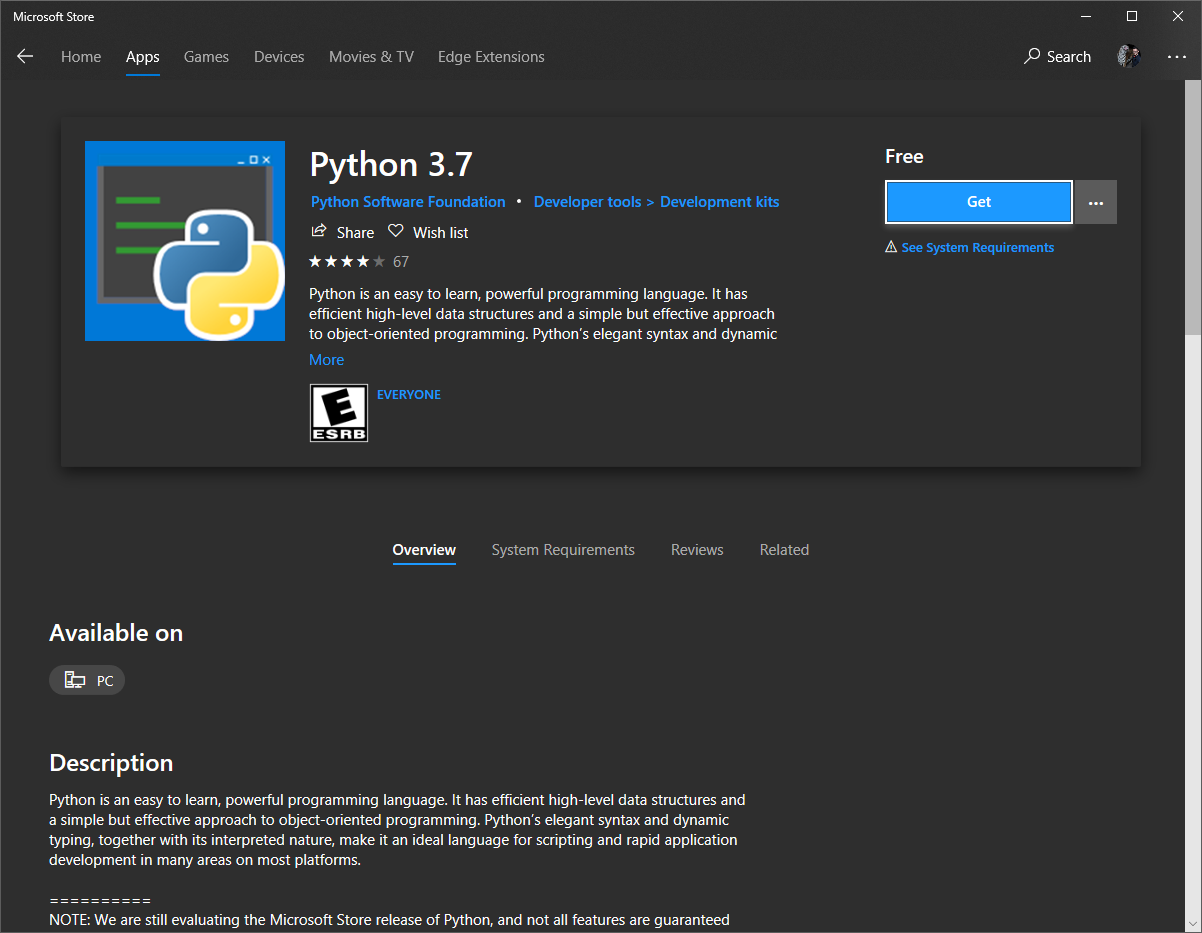 Microsoft Store
Home Apps Games Devices Movies & TV Edge Extensions Search
Python 3.7
Python Software Foundation • Developer tools > Development kits
Share Wish list
67
Python is an easy to learn, powerful programming language. It has
efficient high-level data structures and a simple but effective approach
to object-oriented programming. Python’s elegant syntax and dynamic
More
E
ESRB
EVERYONE
Free
Get
See System Requirements
Overview System Requirements Reviews Related
Available on
PC
Description
Python is an easy to learn, powerful programming language. It has efficient high-level data structures and
a simple but effective approach to object-oriented programming. Python’s elegant syntax and dynamic
typing, together with its interpreted nature, make it an ideal language for scripting and rapid application
development in many areas on most platforms.
==========
NOTE: We are still evaluating the Microsoft Store release of Python, and not all features are guaranteed